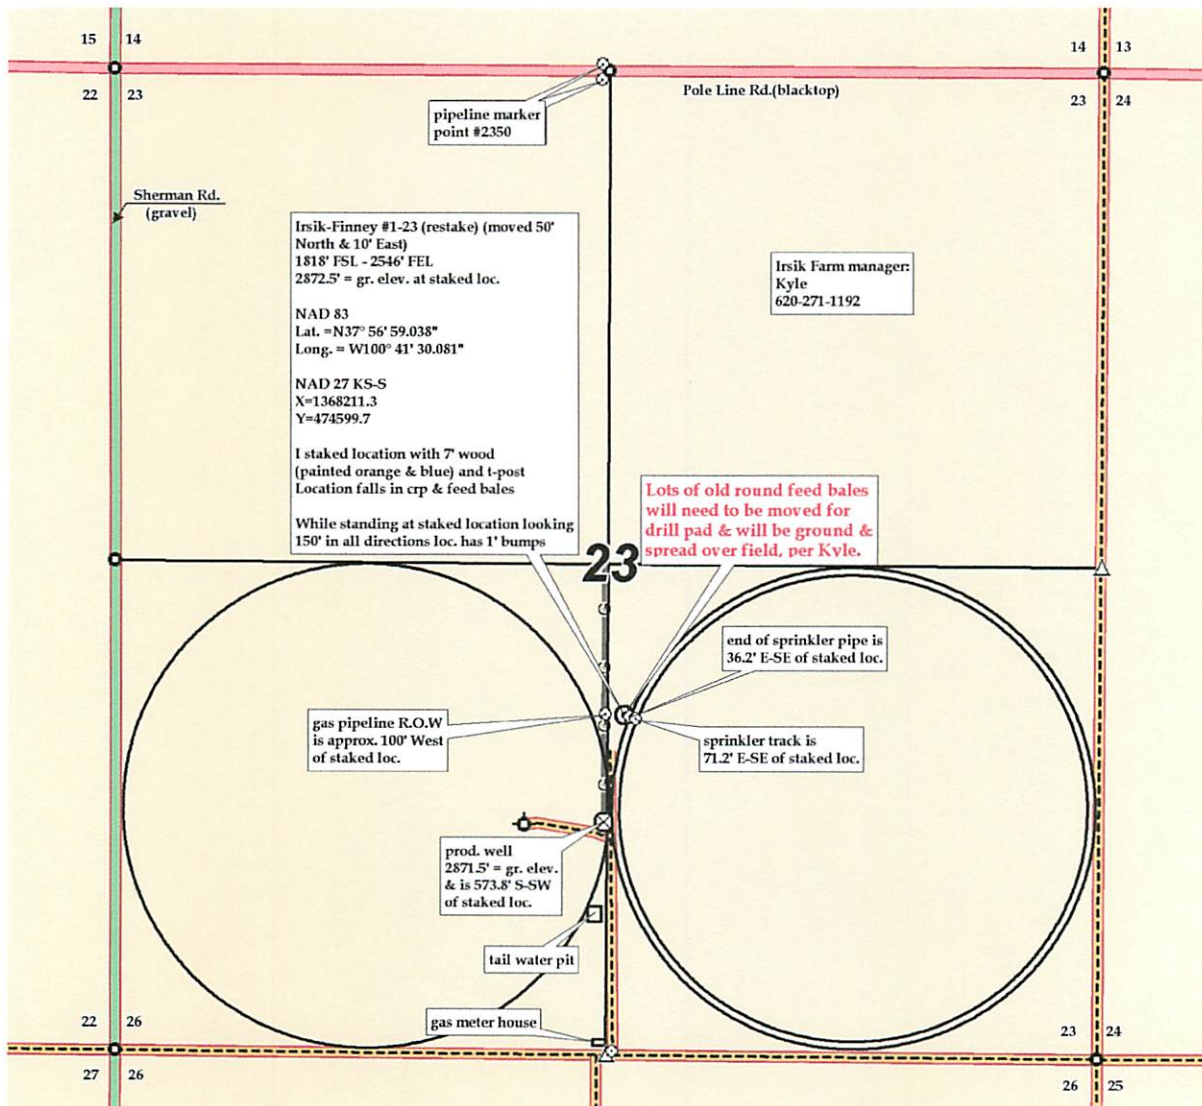 15 14
14 13
22 23
23 24
Pole Line Rd.(blacktop)
pipeline marker
point #2350
Sherman Rd.
(gravel)
Irsik-Finney #1-23 (restake) (moved 50'
North & 10' East)
1818' FSL - 2546' FEL
2872.5' = gr. elev. at staked loc.
NAD 83
Lat. =N37° 56' 59.038"
Long. = W100° 41' 30.081"
NAD 27 KS-S
X=1368211.3
Y=474599.7
I staked location with 7' wood
(painted orange & blue) and t-post
Location falls in crp & feed bales
While standing at staked location looking
150' in all directions loc. has 1' bumps
Irsik Farm manager:
Kyle
620-271-1192
Lots of old round feed bales
will need to be moved for
drill pad & will be ground &
spread over field, per Kyle.
23
end of sprinkler pipe is
36.2' E-SE of staked loc.
gas pipeline R.O.W
is approx. 100' West
of staked loc.
sprinkler track is
71.2' E-SE of staked loc.
prod. well
2871.5' = gr. elev.
& is 573.8' S-SW
of staked loc.
tail water pit
gas meter house
22 26
23 24
27 26
26 25